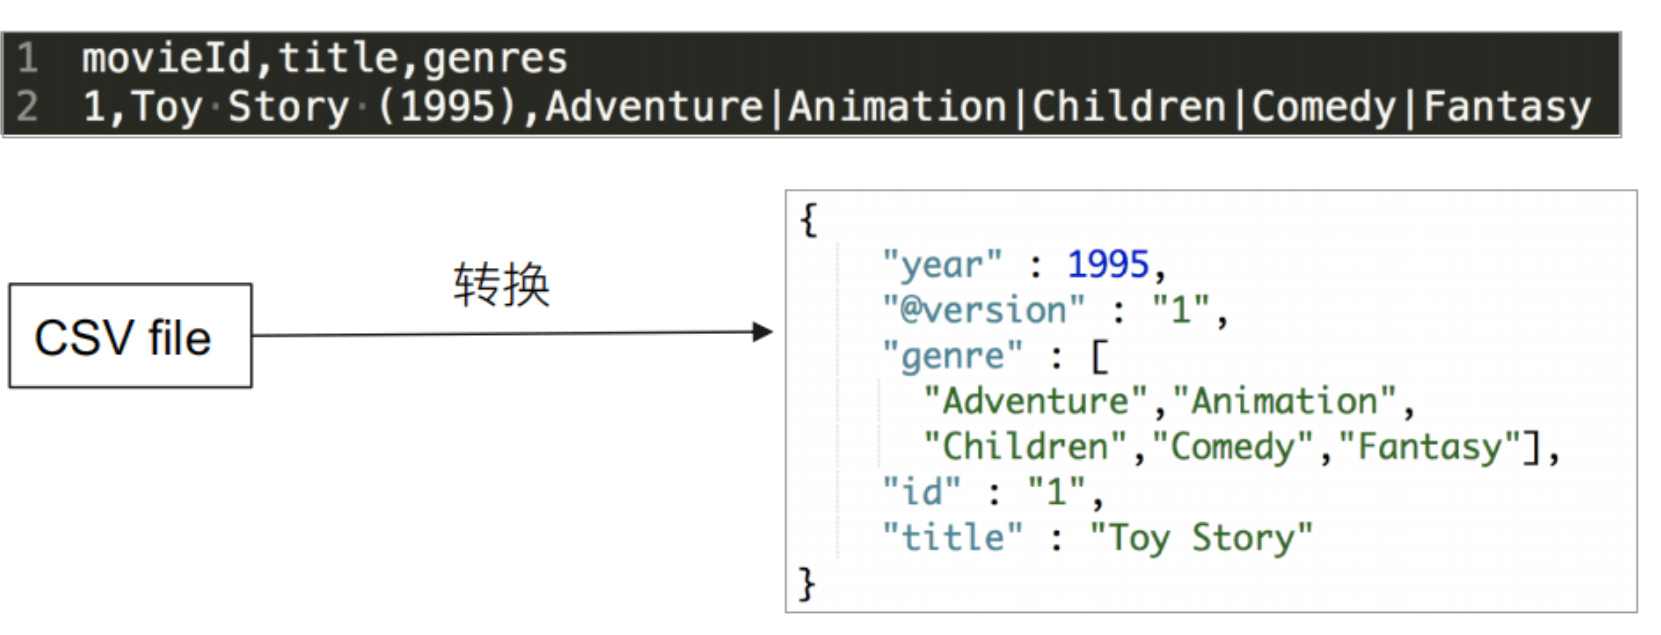 1 movieId,title,genres
2 1,Toy Story (1995),Adventure|Animation|Children|Comedy|Fantasy
CSV file
转换
{
"year" : 1995,
"@version" : "1",
"genre" : [
"Adventure","Animation",
"Children","Comedy","Fantasy"],
"id" : "1",
"title" : "Toy Story"
}